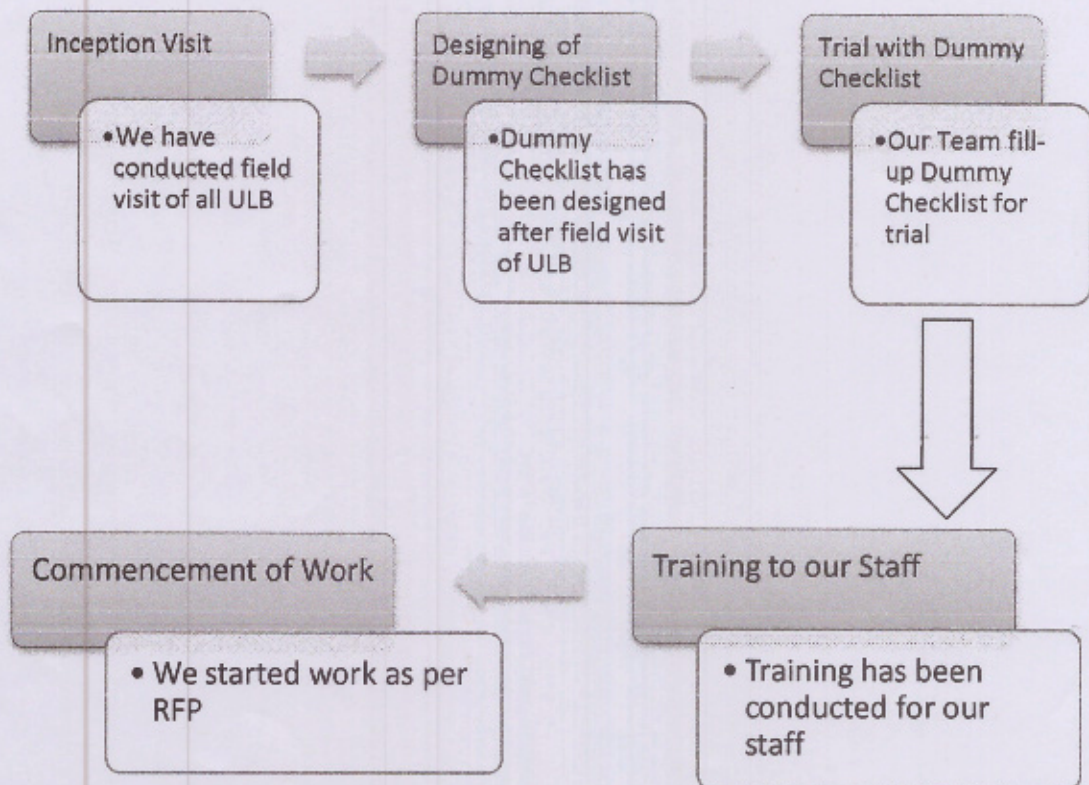 Inception Visit
•We have
conducted field
visit of all ULB
Designing of
Dummy Checklist
•Dummy
Checklist has
been designed
after field visit
of ULB
Trial with Dummy
Checklist
•Our Team fill-
up Dummy
Checklist for
trial
Training to our Staff
• Training has been
conducted for our
staff
Commencement of Work
• We started work as per
RFP